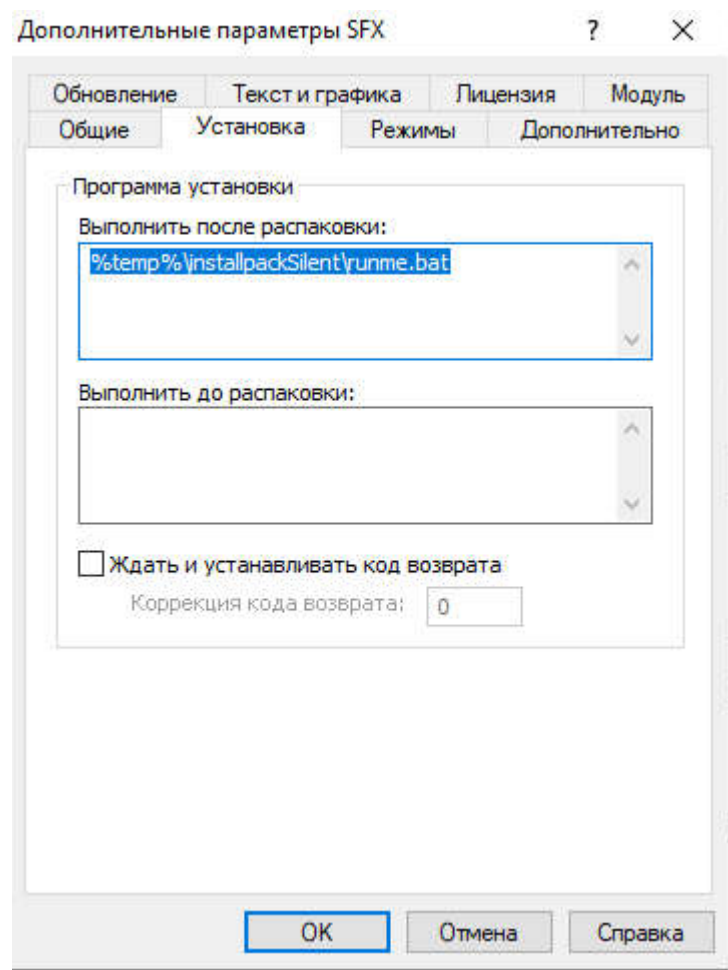 Дополнительные параметры SFX ?
Обновление Текст и графика Лицензия Модуль
Общие Установка Режимы Дополнительно
Программа установки
Выполнить после распаковки:
%temp%\installpackSilent\runme.bat
Выполнить до распаковки:
Ждать и устанавливать код возврата
Коррекция кода возврата: 0
OK Отмена Справка